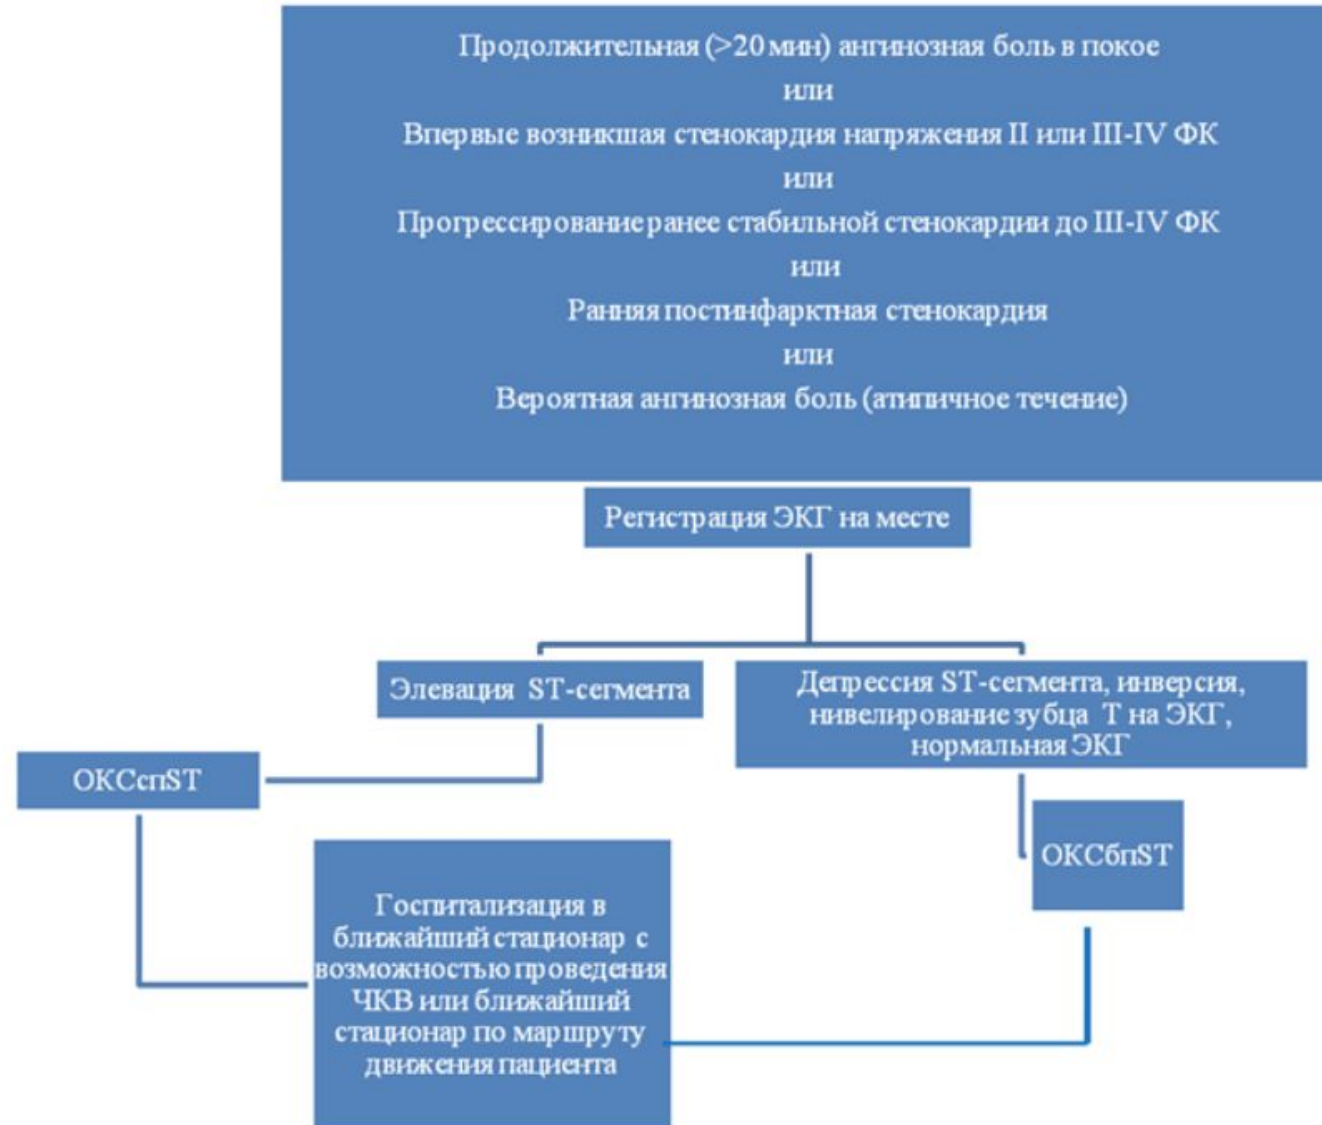 Продолжительная (>20 мин) ангинозная боль в покое
или
Впервые возникшая стенокардия напряжения II или III-IV ФК
или
Прогрессирование ранее стабильной стенокардии до III-IV ФК
или
Ранняя постинфарктная стенокардия
или
Вероятная ангинозная боль (атипичное течение)
Регистрация ЭКГ на месте
Элевация ST-сегмента
Депрессия ST-сегмента, инверсия,
нивелирование зубца Т на ЭКГ,
нормальная ЭКГ
ОКСспST
ОКСбпST
Госпитализация в
ближайший стационар с
возможностью проведения
ЧКВ или ближайший
стационар по маршруту
движения пациента